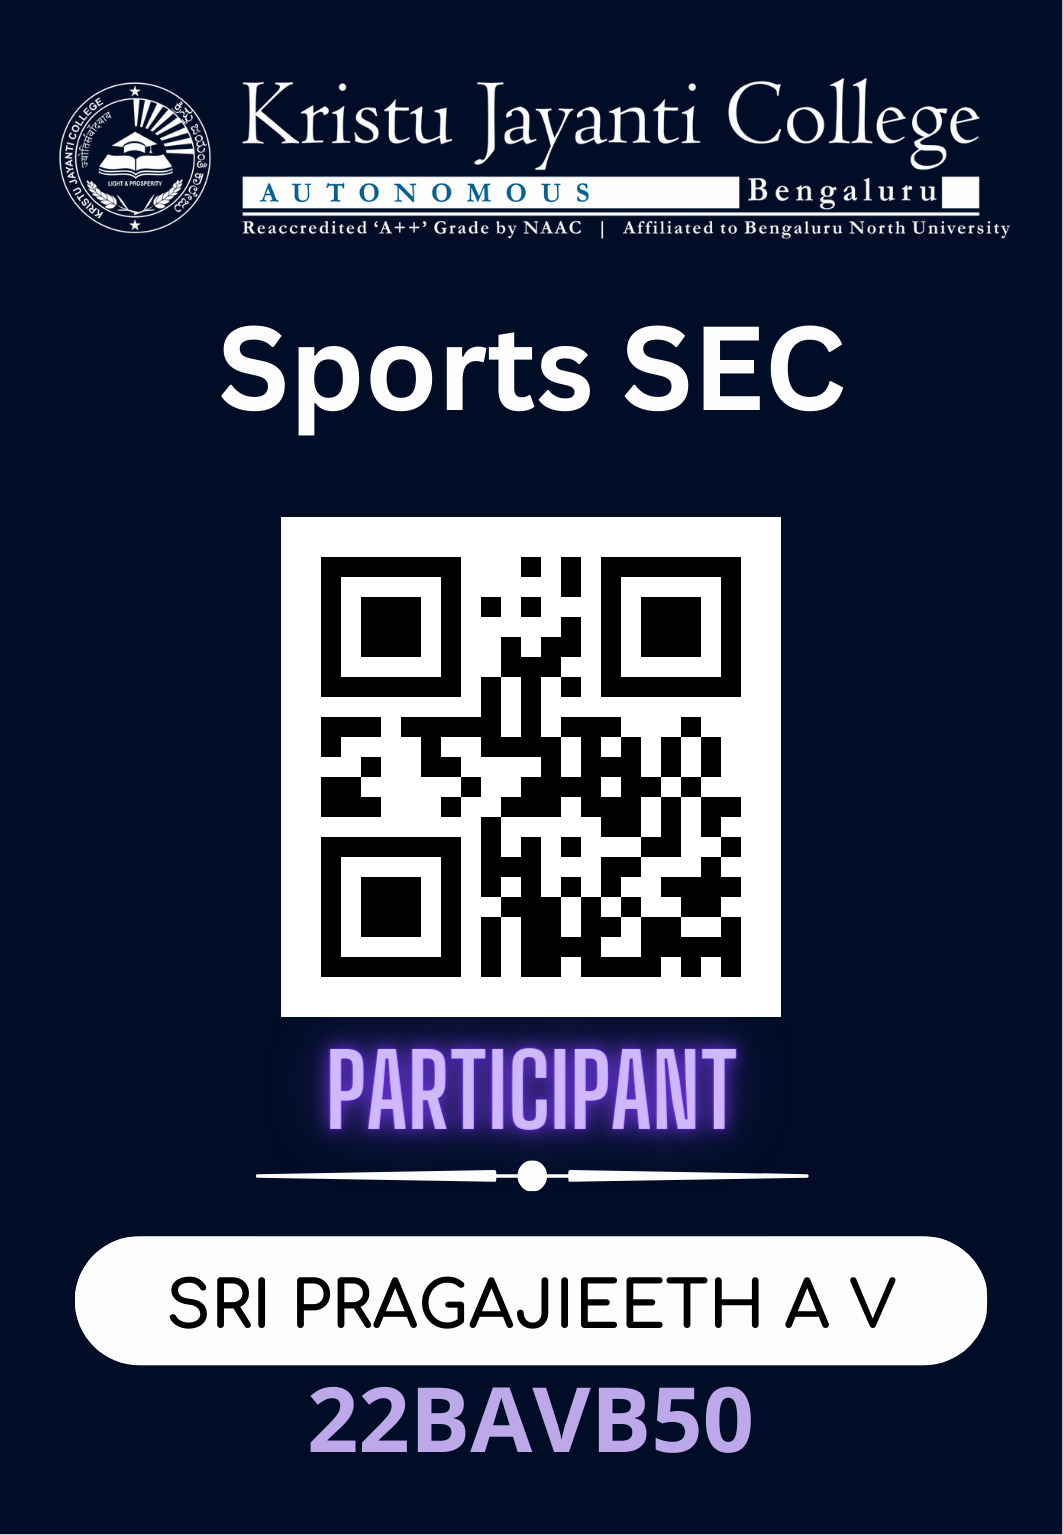 KRISTU JAYANTI COLLEGE
LIGHT & PROSPERITY
Kristu Jayanti College
AUTONOMOUS Bengaluru
Reaccredited ‘A++’ Grade by NAAC | Affiliated to Bengaluru North University
Sports SEC
PARTICIPANT
SRI PRAGAJIEETH A V
22BAVB50